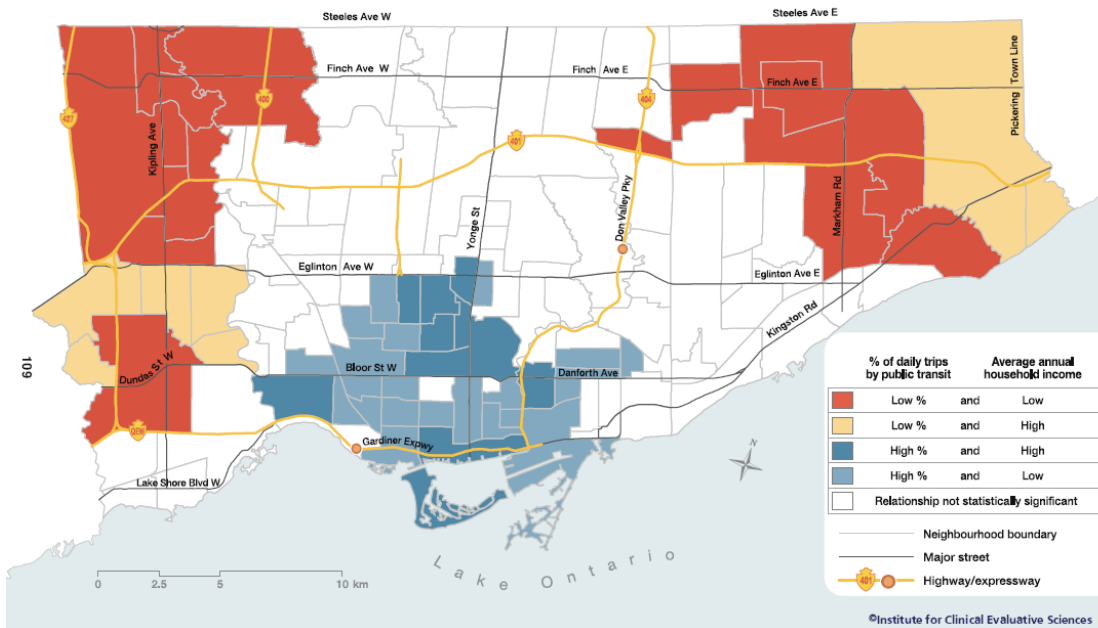 Steeles Ave W
Steeles Ave E
Finch Ave W
Finch Ave E
Finch Ave E
Pickering Town Line
427
400
404
401
Kipling Ave
Yonge St
Don Valley Pky
Markham Rd
Eglinton Ave W
Eglinton Ave E
Kingston Rd
Dundas St W
Bloor St W
Danforth Ave
Gardiner Expwy
Lake Shore Blvd W
109
N
Lake Ontario
0 2.5 5 10 km
% of daily trips Average annual
by public transit household income
Low % and Low
Low % and High
High % and High
High % and Low
Relationship not statistically significant
Neighbourhood boundary
Major street
401 Highway/expressway
©Institute for Clinical Evaluative Sciences